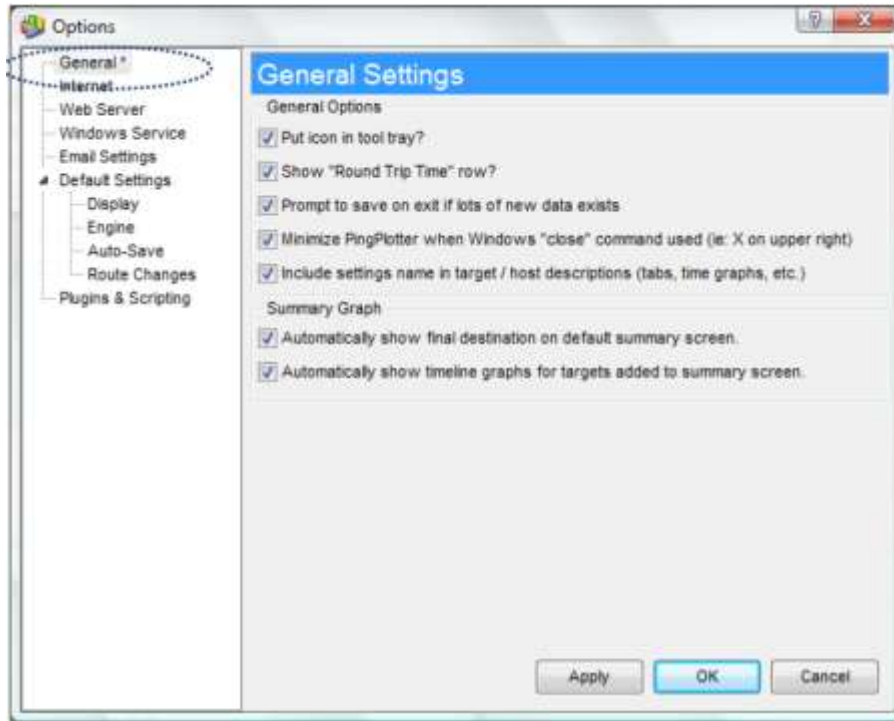 Options
General *
Internet
Web Server
Windows Service
Email Settings
Default Settings
Display
Engine
Auto-Save
Route Changes
Plugins & Scripting
General Settings
General Options
Put icon in tool tray?
Show "Round Trip Time" row?
Prompt to save on exit if lots of new data exists
Minimize PingPlotter when Windows "close" command used (ie: X on upper right)
Include settings name in target / host descriptions (tabs, time graphs, etc.)
Summary Graph
Automatically show final destination on default summary screen.
Automatically show timeline graphs for targets added to summary screen.
Apply
OK
Cancel